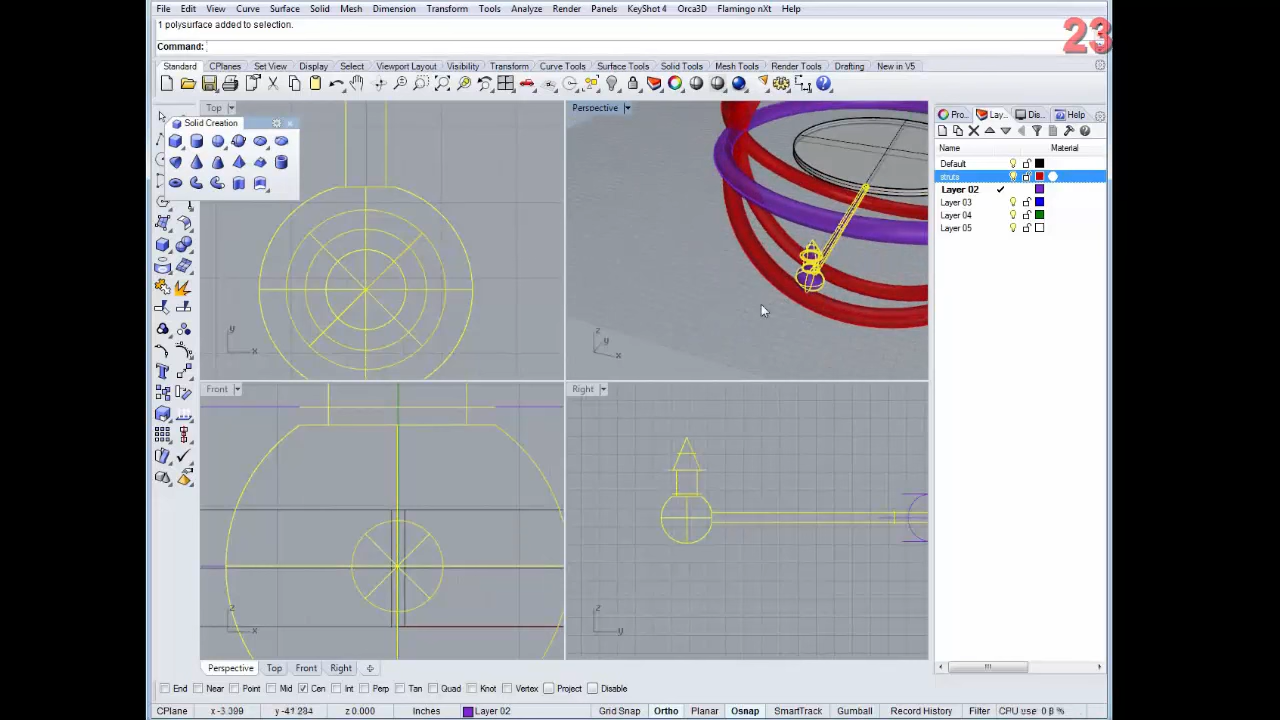 File Edit View Curve Surface Solid Mesh Dimension Transform Tools Analyze Render Panels KeyShot 4 Orca3D Flamingo nXt Help
1 polysurface added to selection.
23
Command:
Standard CPlanes Set View Display Select Viewport Layout Visibility Transform Curve Tools Surface Tools Solid Tools Mesh Tools Render Tools Drafting New in V5
Top
Perspective
Pro... Lay... Dis... Help
Solid Creation
Name Material
Default
struts
Layer 02
Layer 03
Layer 04
Layer 05
y
x
z
y
x
Front
Right
z
x
z
y
Perspective Top Front Right
End Near Point Mid Cen Int Perp Tan Quad Knot Vertex Project Disable
CPlane x -3.399 y -41.284 z 0.000 Inches Layer 02 Grid Snap Ortho Planar Osnap SmartTrack Gumball Record History Filter CPU use: 0.8 %